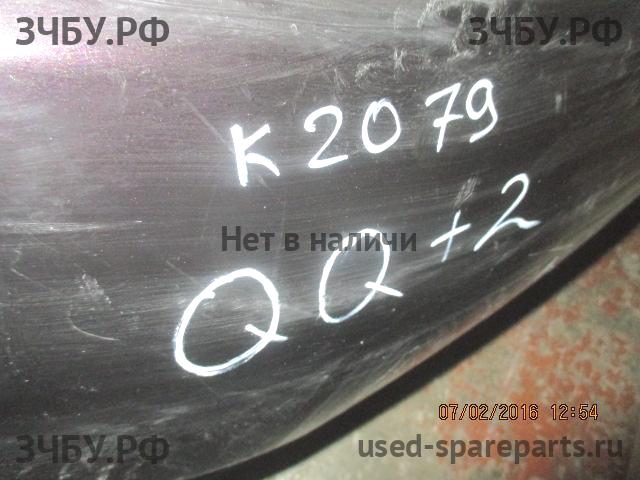 ЗЧБУ.РФ ЗЧБУ.РФ
K2079
Нет в наличи
QQ+2
07/02/2016 12:54
ЗЧБУ.РФ
used-spareparts.ru